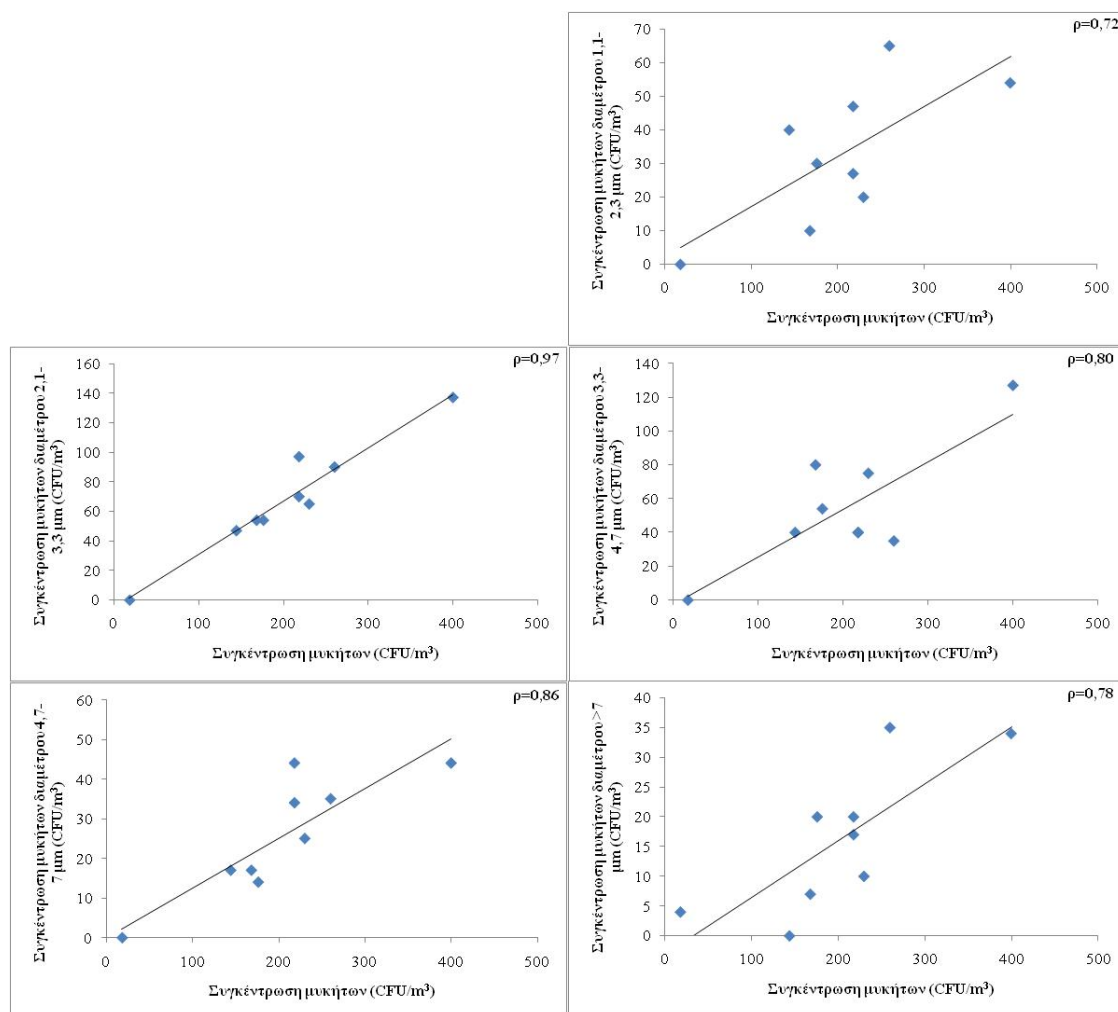 ρ=0,72
Συγκέντρωση μυκήτων διαμέτρου 1,1-
2,3 μm (CFU/m³)
70
60
50
40
30
20
10
0
0 100 200 300 400 500
Συγκέντρωση μυκήτων (CFU/m³)
ρ=0,97
Συγκέντρωση μυκήτων διαμέτρου 2,1-
3,3 μm (CFU/m³)
160
140
120
100
80
60
40
20
0
0 100 200 300 400 500
Συγκέντρωση μυκήτων (CFU/m³)
ρ=0,80
Συγκέντρωση μυκήτων διαμέτρου 3,3-
4,7 μm (CFU/m³)
140
120
100
80
60
40
20
0
0 100 200 300 400 500
Συγκέντρωση μυκήτων (CFU/m³)
ρ=0,86
Συγκέντρωση μυκήτων διαμέτρου 4,7-
7 μm (CFU/m³)
60
50
40
30
20
10
0
0 100 200 300 400 500
Συγκέντρωση μυκήτων (CFU/m³)
ρ=0,78
Συγκέντρωση μυκήτων διαμέτρου >7
μm (CFU/m³)
40
35
30
25
20
15
10
5
0
0 100 200 300 400 500
Συγκέντρωση μυκήτων (CFU/m³)